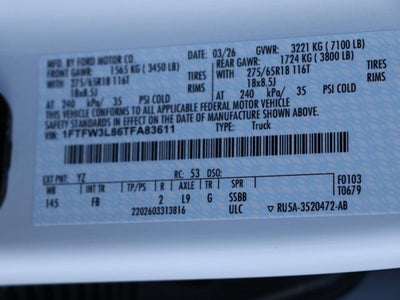 MFD. BY FORD MOTOR CO.
03/26 GVWR: 3221 KG ( 7100 LB)
FRONT GAWR: 1565 KG ( 3450 LB) REAR GAWR: 1724 KG ( 3800 LB)
275/65R18 116T TIRES 275/65R18 116T
18x8.5J RIMS 18x8.5J
AT 240 kPa/ 35 PSI COLD RIMS AT 240 kPa/ 35 PSI COLD
THIS VEHICLE CONFORMS TO ALL APPLICABLE FEDERAL MOTOR VEHICLE
SAFETY STANDARDS IN EFFECT ON THE DATE OF MANUFACTURE SHOWN ABOVE.
VIN: 1FTFW3L86TFA83611 TYPE: Truck
EXT PNT: YZ RC: 53 DSO: F0103
WB INT TR TP/PS R AXLE TR SPR T0679
145 FB 2 L9 G SSBB
2202603313816 ULC RU5A-3520472-AB